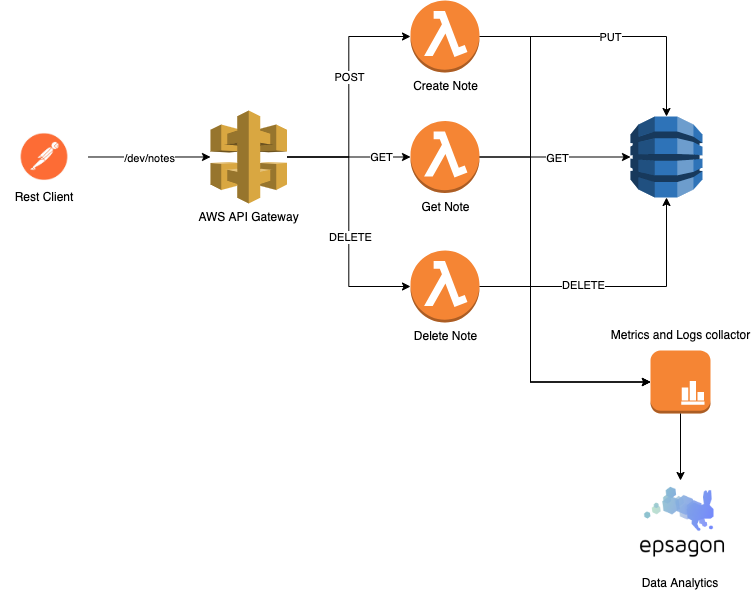 PUT
Create Note
POST
/dev/notes
GET
GET
Rest Client
AWS API Gateway
Get Note
DELETE
DELETE
Delete Note
Metrics and Logs collactor
epsagon
Data Analytics